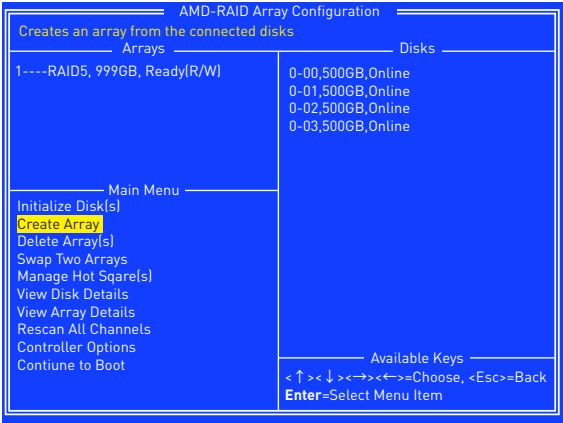 AMD-RAID Array Configuration
Creates an array from the connected disks
Arrays
1----RAID5, 999GB, Ready(R/W)
Disks
0-00,500GB,Online
0-01,500GB,Online
0-02,500GB,Online
0-03,500GB,Online
Main Menu
Initialize Disk(s)
Create Array
Delete Array(s)
Swap Two Arrays
Manage Hot Sqare(s)
View Disk Details
View Array Details
Rescan All Channels
Controller Options
Contiune to Boot
Available Keys
<↑><↓><→><←>=Choose, <Esc>=Back
Enter=Select Menu Item